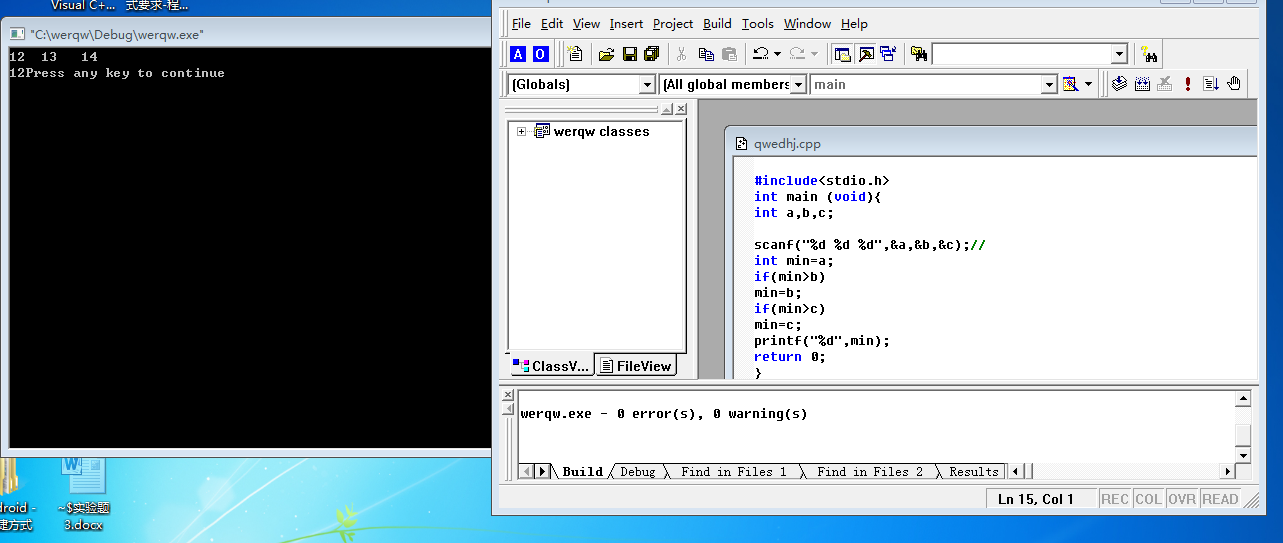 Visual C+... 式要求-程...
"C:\werqw\Debug\werqw.exe"
12 13 14
12Press any key to continue
File Edit View Insert Project Build Tools Window Help
A O
(Globals) (All global members main
werqw classes
ClassV... FileView
qwedhj.cpp
#include<stdio.h>
int main (void){
int a,b,c;
scanf("%d %d %d",&a,&b,&c);//
int min=a;
if(min>b)
min=b;
if(min>c)
min=c;
printf("%d",min);
return 0;
}
werqw.exe - 0 error(s), 0 warning(s)
Build Debug Find in Files 1 Find in Files 2 Results
Ln 15, Col 1 REC COL OVR READ
droid -
建方式
~$实验题
3.docx